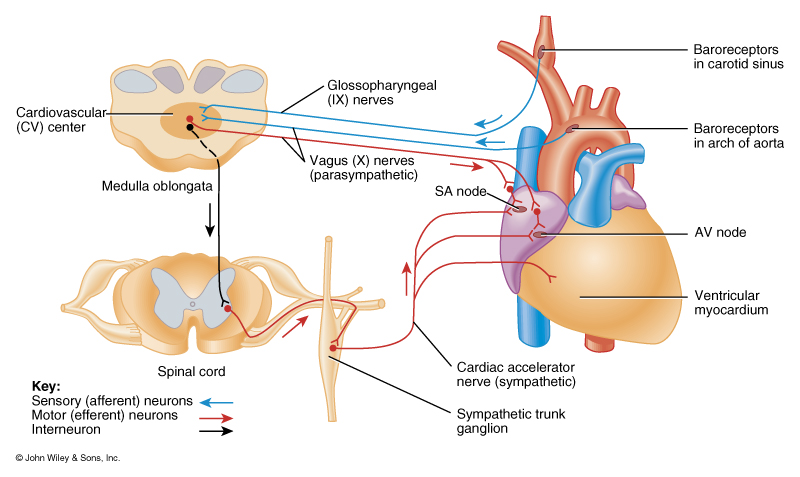 Baroreceptors
in carotid sinus
Glossopharyngeal
(IX) nerves
Cardiovascular
(CV) center
Baroreceptors
in arch of aorta
Vagus (X) nerves
(parasympathetic)
Medulla oblongata
SA node
AV node
Ventricular
myocardium
Spinal cord
Cardiac accelerator
nerve (sympathetic)
Key:
Sensory (afferent) neurons
Motor (efferent) neurons
Interneuron
Sympathetic trunk
ganglion
© John Wiley & Sons, Inc.